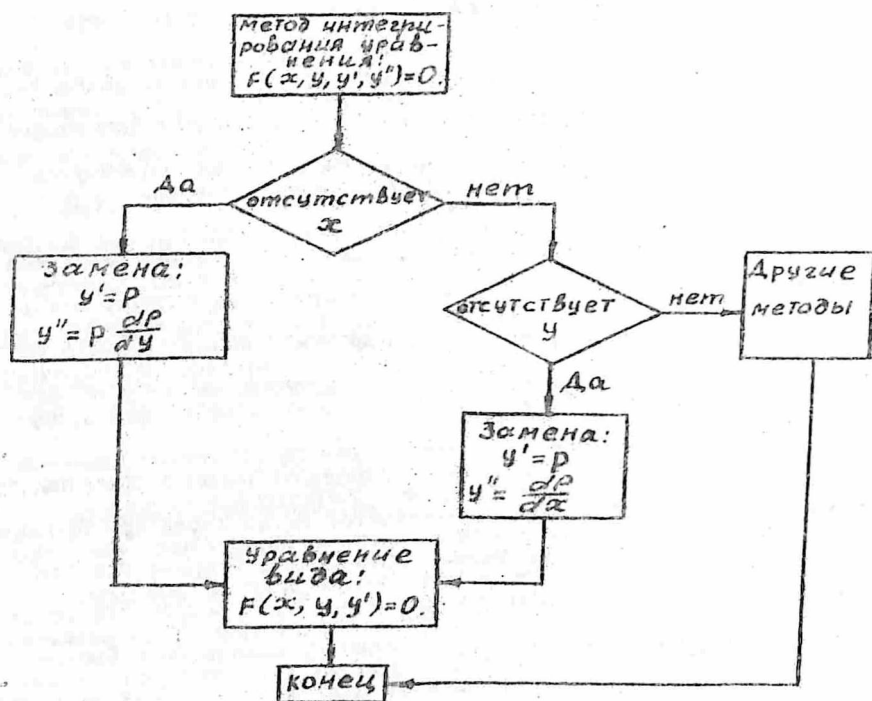 метод интегри-
рования урав-
нения:
F(x, y, y', y'')=0.
Да
отсутствует
x
нет
Замена:
y'=p
y''= p dp/dy
отсутствует
y
нет
Другие
методы
Да
Замена:
y'=p
y''= dp/dx
Уравнение
вида:
F(x, y, y')=0.
конец